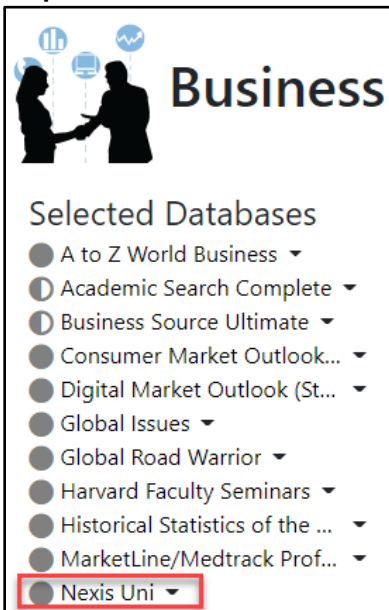 Business
Selected Databases
A to Z World Business
Academic Search Complete
Business Source Ultimate
Consumer Market Outlook...
Digital Market Outlook (St...
Global Issues
Global Road Warrior
Harvard Faculty Seminars
Historical Statistics of the ...
MarketLine/Medtrack Prof...
Nexis Uni